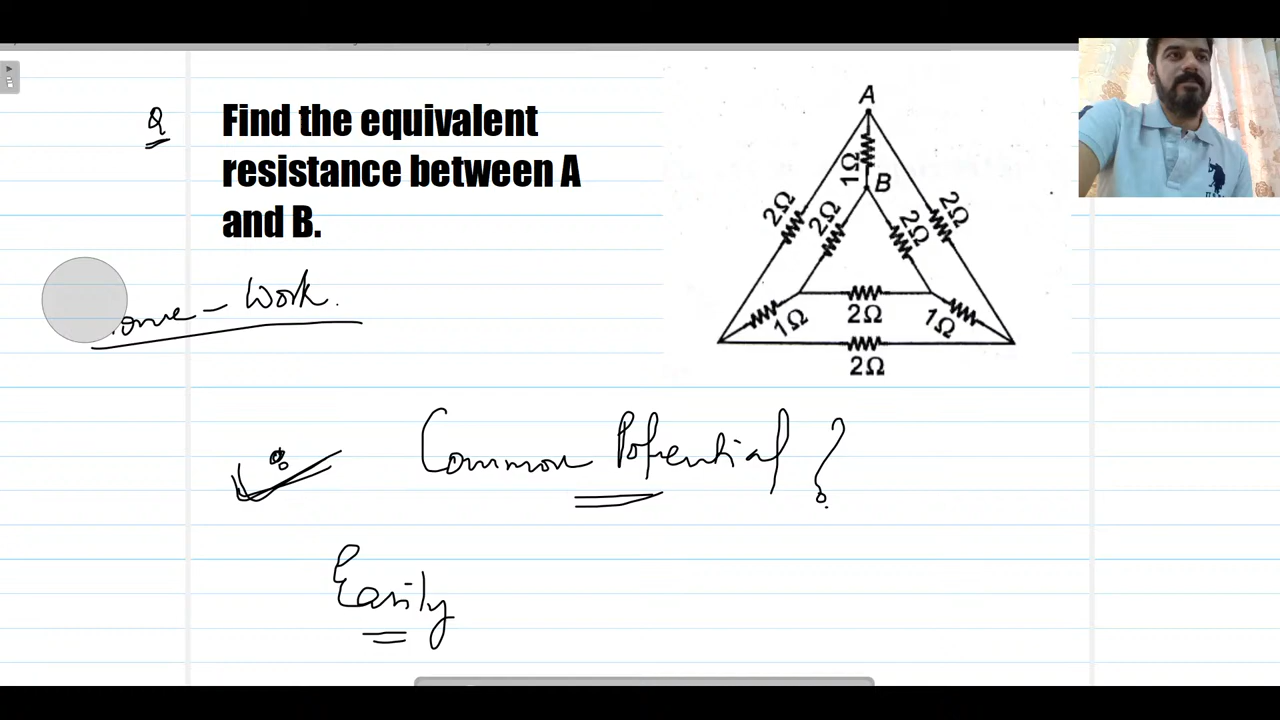 Q
Find the equivalent
resistance between A
and B.
Work.
Common Potential ?
Easily
A
1Ω
B
2Ω
2Ω
2Ω
2Ω
1Ω
2Ω
1Ω
2Ω